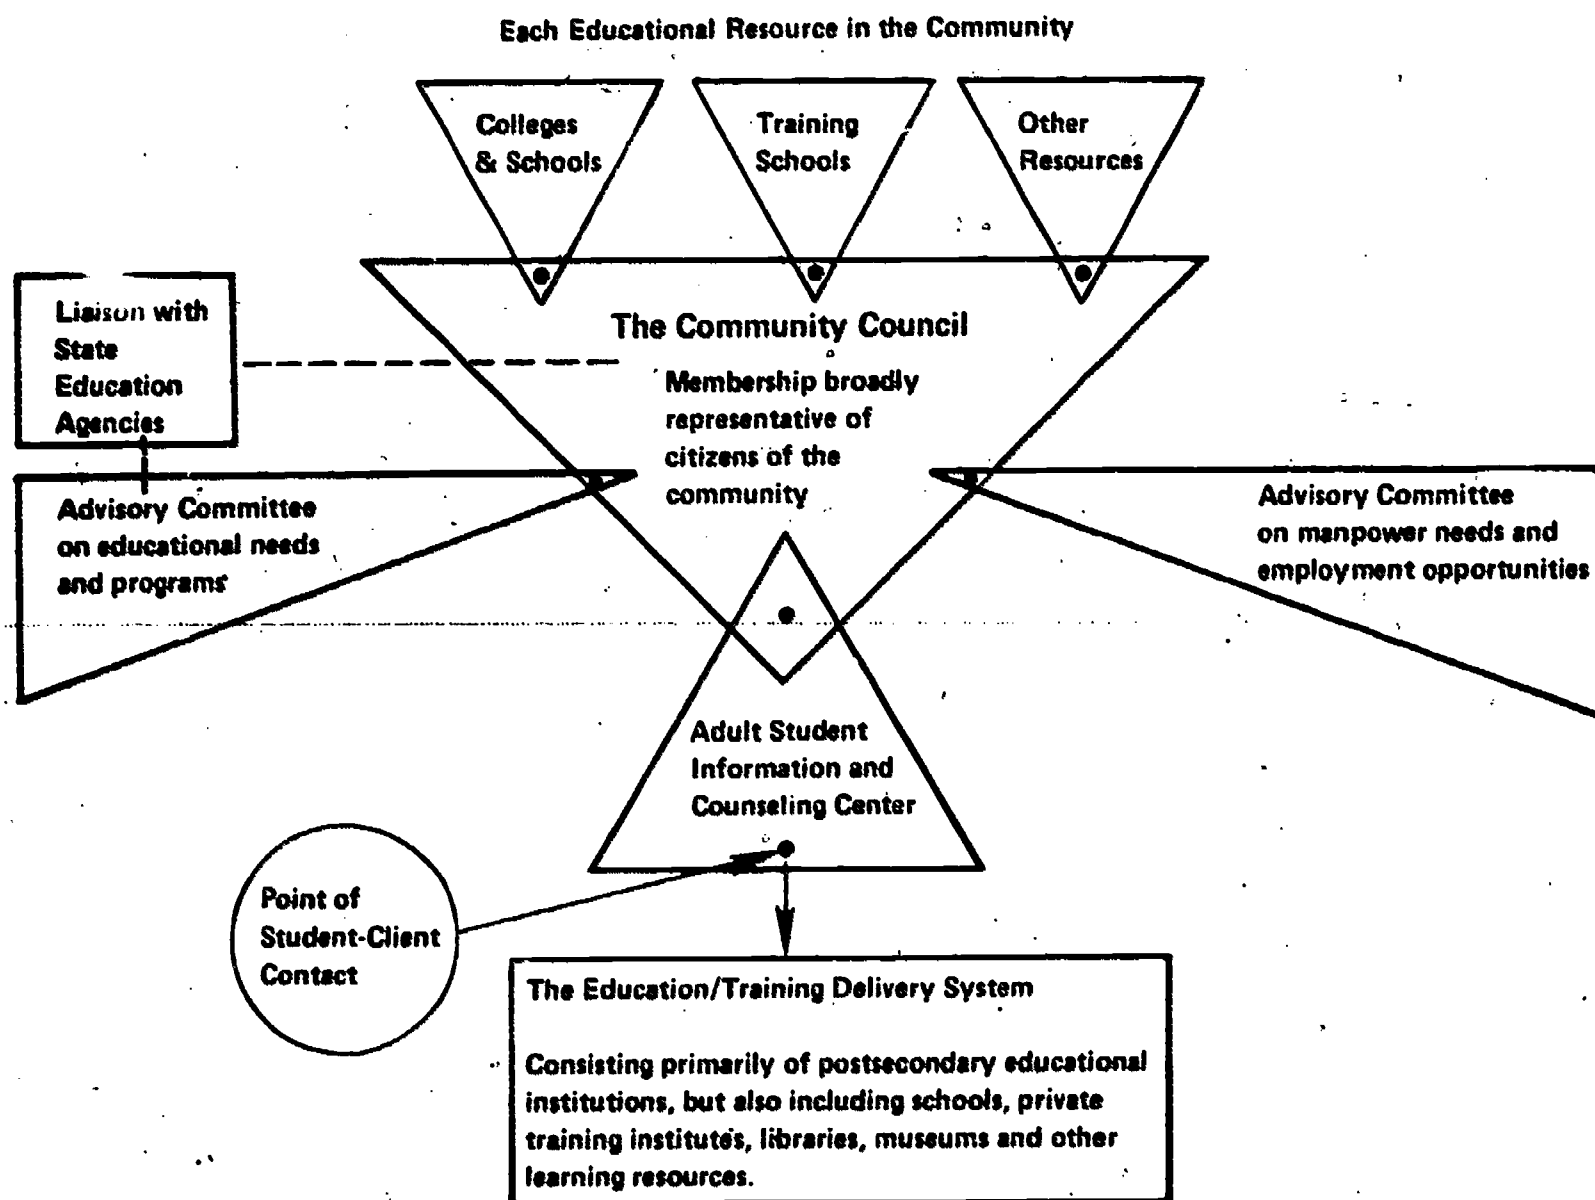 Each Educational Resource in the Community
Colleges
& Schools
Training
Schools
Other
Resources
Liaison with
State
Education
Agencies
The Community Council
Membership broadly
representative of
citizens of the
community
Advisory Committee
on educational needs
and programs
Advisory Committee
on manpower needs and
employment opportunities
Adult Student
Information and
Counseling Center
Point of
Student-Client
Contact
The Education/Training Delivery System
Consisting primarily of postsecondary educational
institutions, but also including schools, private
training institutes, libraries, museums and other
learning resources.